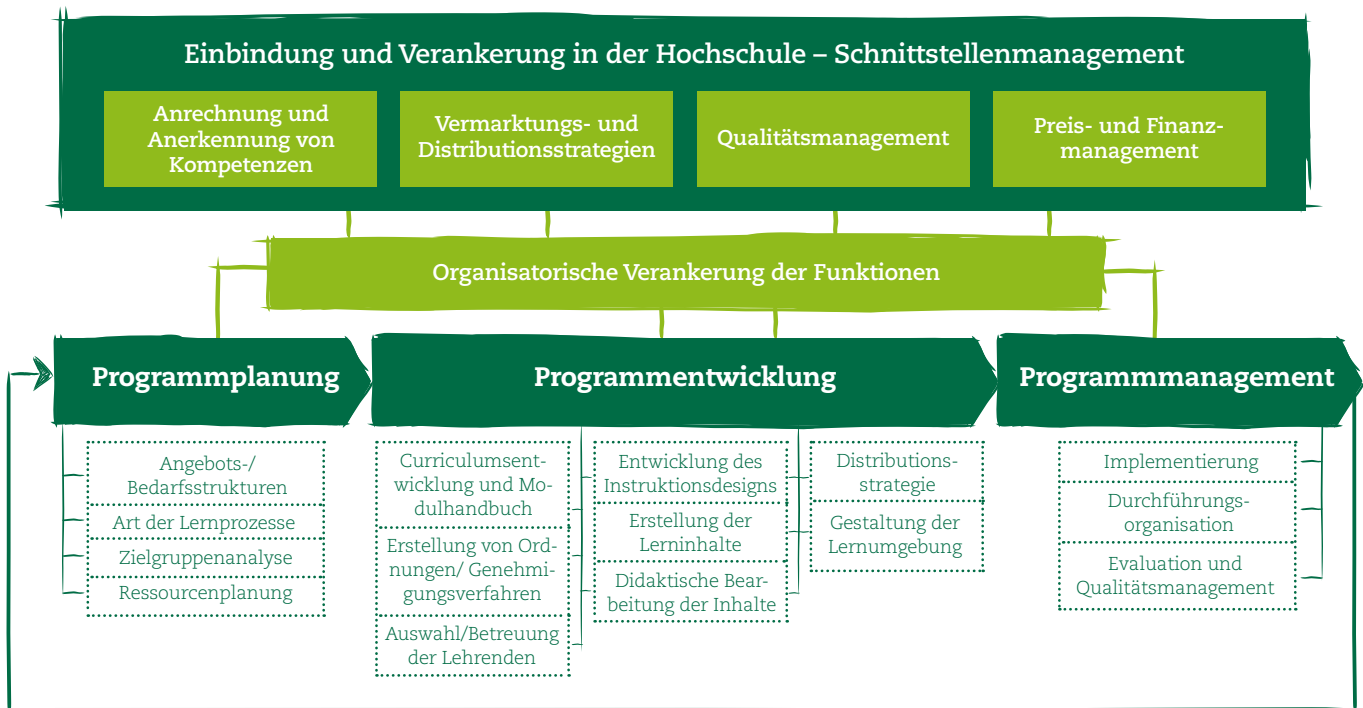 Einbindung und Verankerung in der Hochschule – Schnittstellenmanagement
Anrechnung und
Anerkennung von
Kompetenzen
Vermarktungs- und
Distributionsstrategien
Qualitätsmanagement
Preis- und Finanz-
management
Organisatorische Verankerung der Funktionen
Programmplanung
Programmentwicklung
Programmmanagement
Angebots-/
Bedarfsstrukturen
Art der Lernprozesse
Zielgruppenanalyse
Ressourcenplanung
Curriculumsent-
wicklung und Mo-
dulhandbuch
Erstellung von Ord-
nungen/ Genehmi-
gungsverfahren
Auswahl/Betreuung
der Lehrenden
Entwicklung des
Instruktionsdesigns
Erstellung der
Lerninhalte
Didaktische Bear-
beitung der Inhalte
Distributions-
strategie
Gestaltung der
Lernumgebung
Implementierung
Durchführungs-
organisation
Evaluation und
Qualitätsmanagement